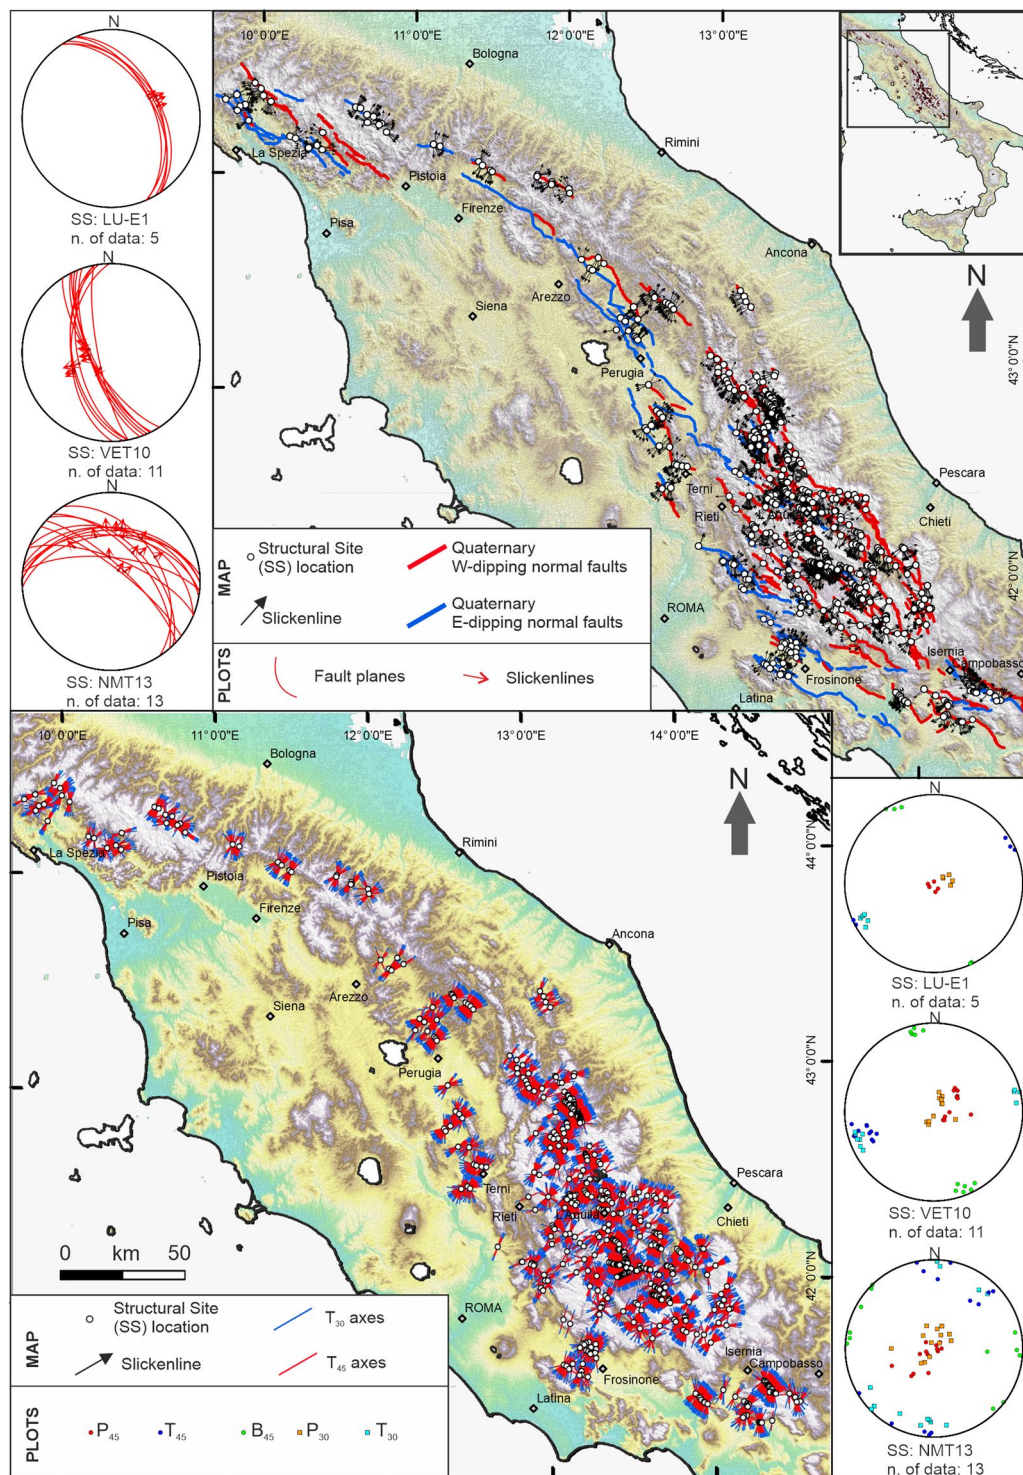 N
SS: LU-E1
n. of data: 5
N
SS: VET10
n. of data: 11
N
SS: NMT13
n. of data: 13
10°0'0"E
11°0'0"E
12°0'0"E
13°0'0"E
Bologna
La Spezia
Rimini
Pistoia
Firenze
Pisa
Ancona
Arezzo
Siena
N
43°0'0"N
Perugia
Pescara
Terni
Rieti
Chieti
42°0'0"N
ROMA
Isernia
Campobasso
Frosinone
Latina
MAP
Structural Site
(SS) location
Slickenline
Quaternary
W-dipping normal faults
Quaternary
E-dipping normal faults
PLOTS
Fault planes
Slickenlines
10°0'0"E
11°0'0"E
12°0'0"E
13°0'0"E
14°0'0"E
Bologna
N
La Spezia
Rimini
44°0'0"N
Pistoia
Firenze
Pisa
Ancona
Arezzo
Siena
43°0'0"N
Perugia
Pescara
Terni
Rieti
L'Aquila
Chieti
0 km 50
42°0'0"N
ROMA
Isernia
Campobasso
Frosinone
Latina
MAP
Structural Site
(SS) location
Slickenline
T30 axes
T45 axes
PLOTS
P45
T45
B45
P30
T30
N
SS: LU-E1
n. of data: 5
N
SS: VET10
n. of data: 11
N
SS: NMT13
n. of data: 13